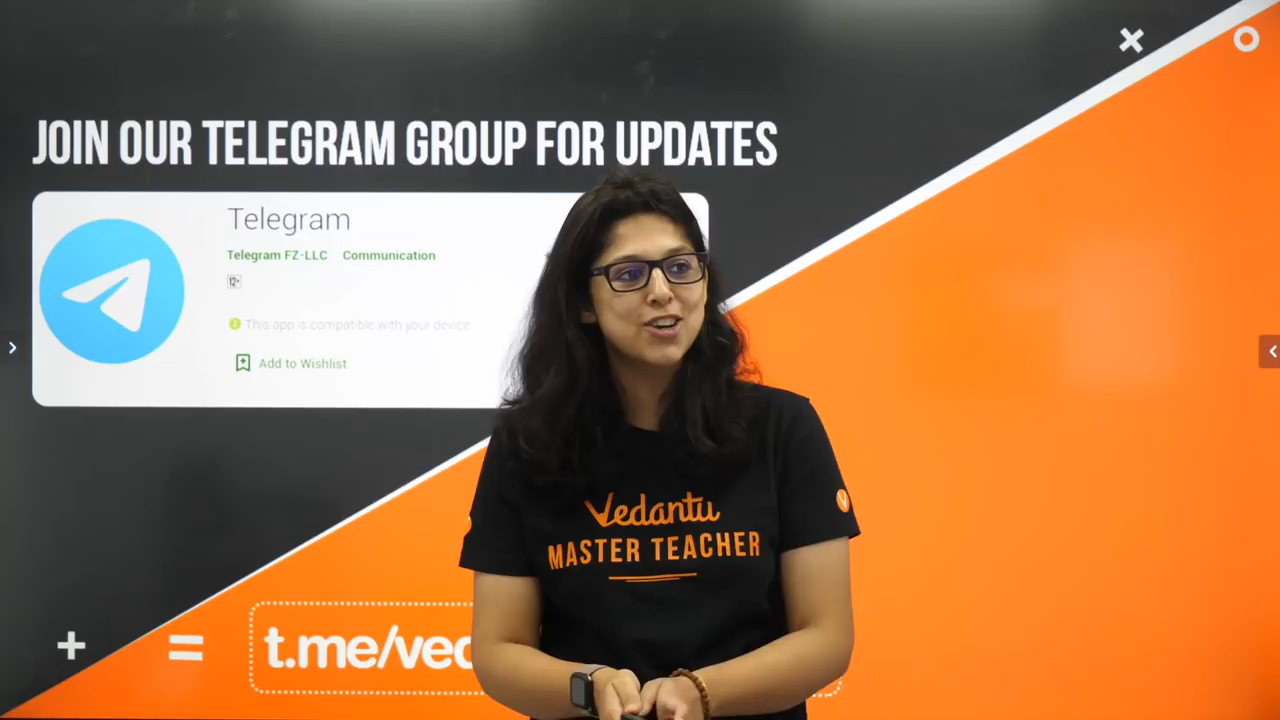 JOIN OUR TELEGRAM GROUP FOR UPDATES
Telegram
Telegram FZ-LLC Communication
12+
This app is compatible with your device
Add to Wishlist
Vedantu
MASTER TEACHER
t.me/ved